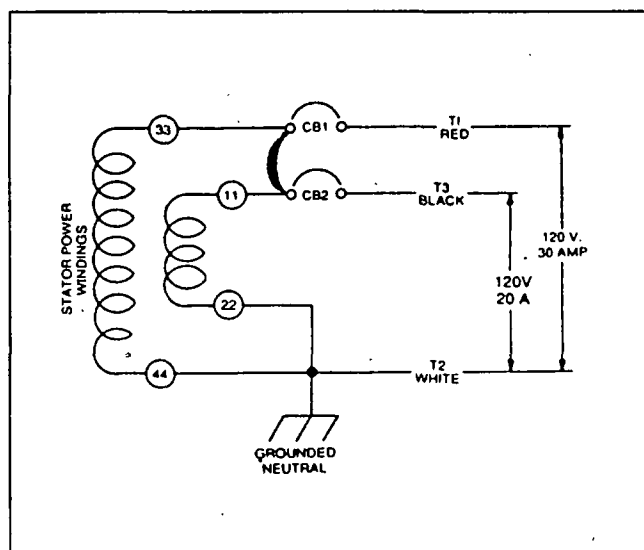 33
CB1
T1
RED
11
CB2
T3
BLACK
STATOR POWER
WINDINGS
120 V.
30 AMP
120V
20 A
22
T2
WHITE
44
GROUNDED
NEUTRAL